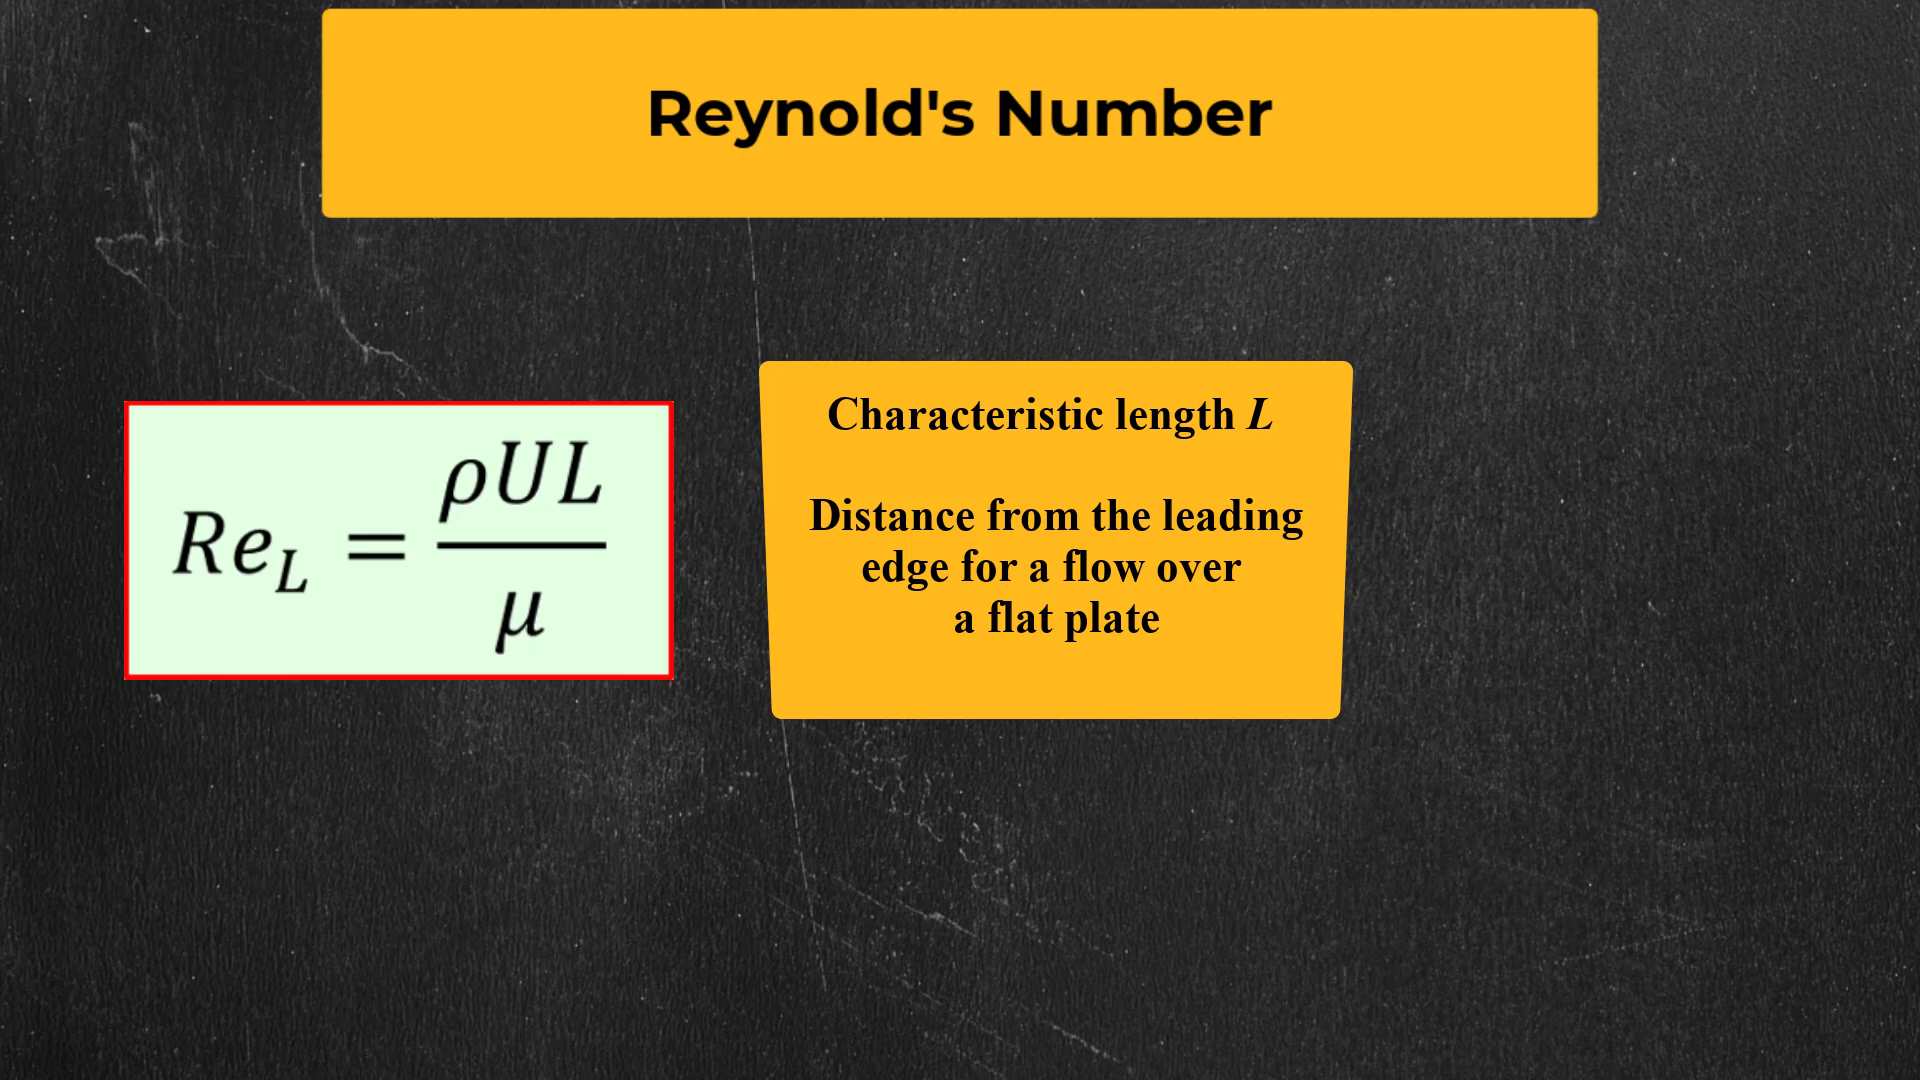 Reynold's Number
Re_L = ρUL / μ
Characteristic length L
Distance from the leading
edge for a flow over
a flat plate